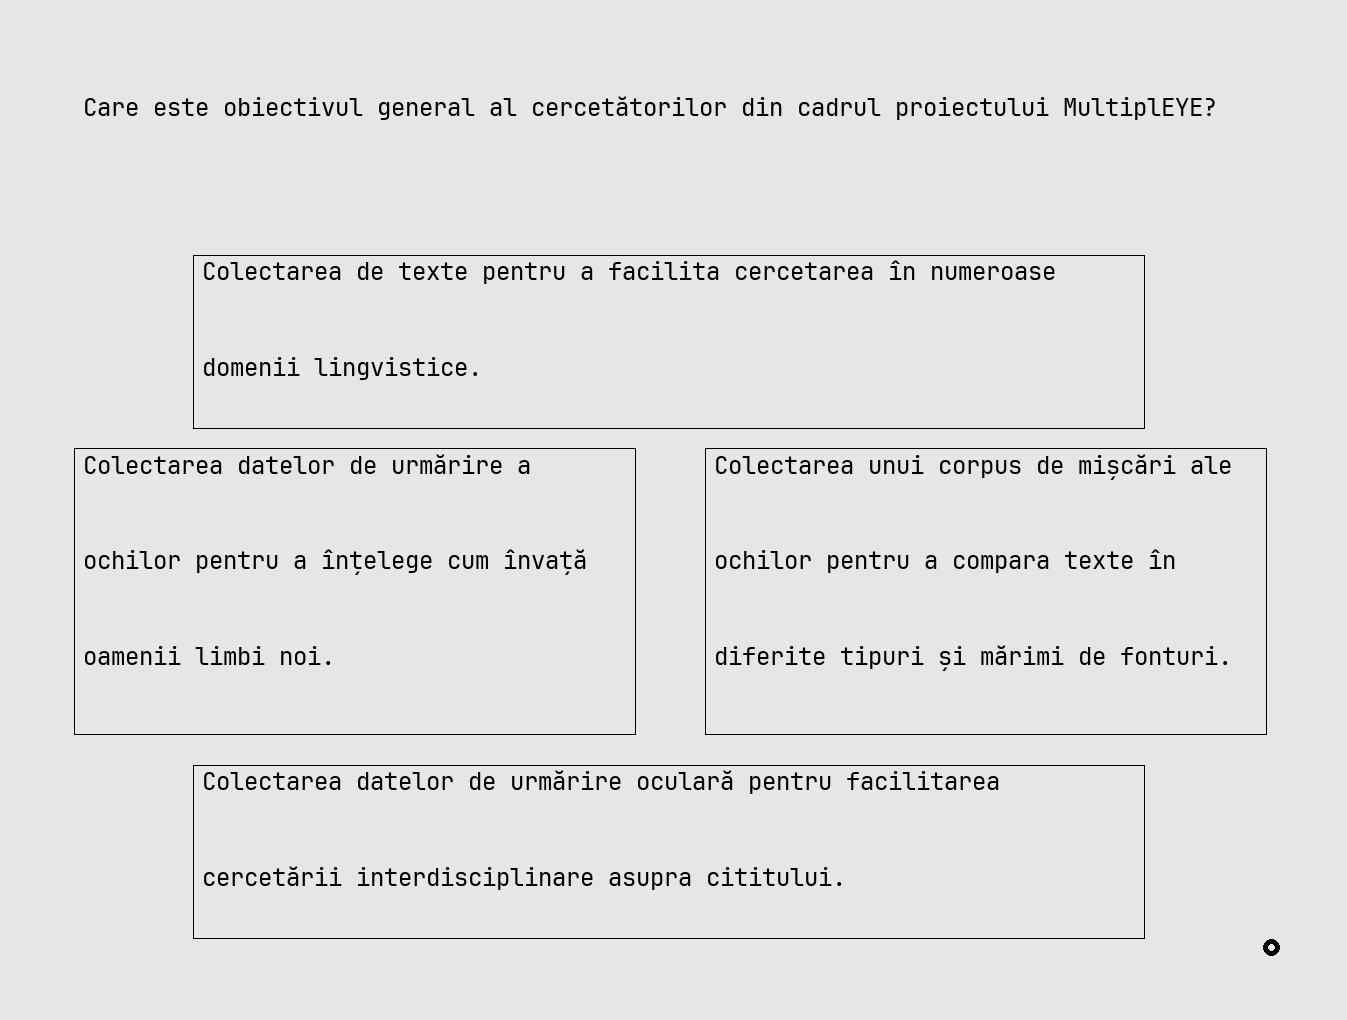 Care este obiectivul general al cercetătorilor din cadrul proiectului MultiplEYE?
Colectarea de texte pentru a facilita cercetarea în numeroase
domenii lingvistice.
Colectarea datelor de urmărire a
ochilor pentru a înțelege cum învață
oamenii limbi noi.
Colectarea unui corpus de mișcări ale
ochilor pentru a compara texte în
diferite tipuri și mărimi de fonturi.
Colectarea datelor de urmărire oculară pentru facilitarea
cercetării interdisciplinare asupra cititului.